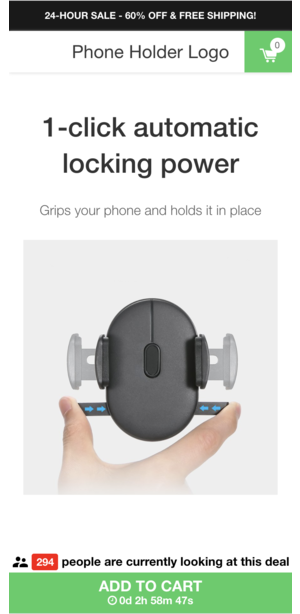 24-HOUR SALE - 60% OFF & FREE SHIPPING!
Phone Holder Logo
0
1-click automatic
locking power
Grips your phone and holds it in place
294 people are currently looking at this deal
ADD TO CART
0d 2h 58m 47s